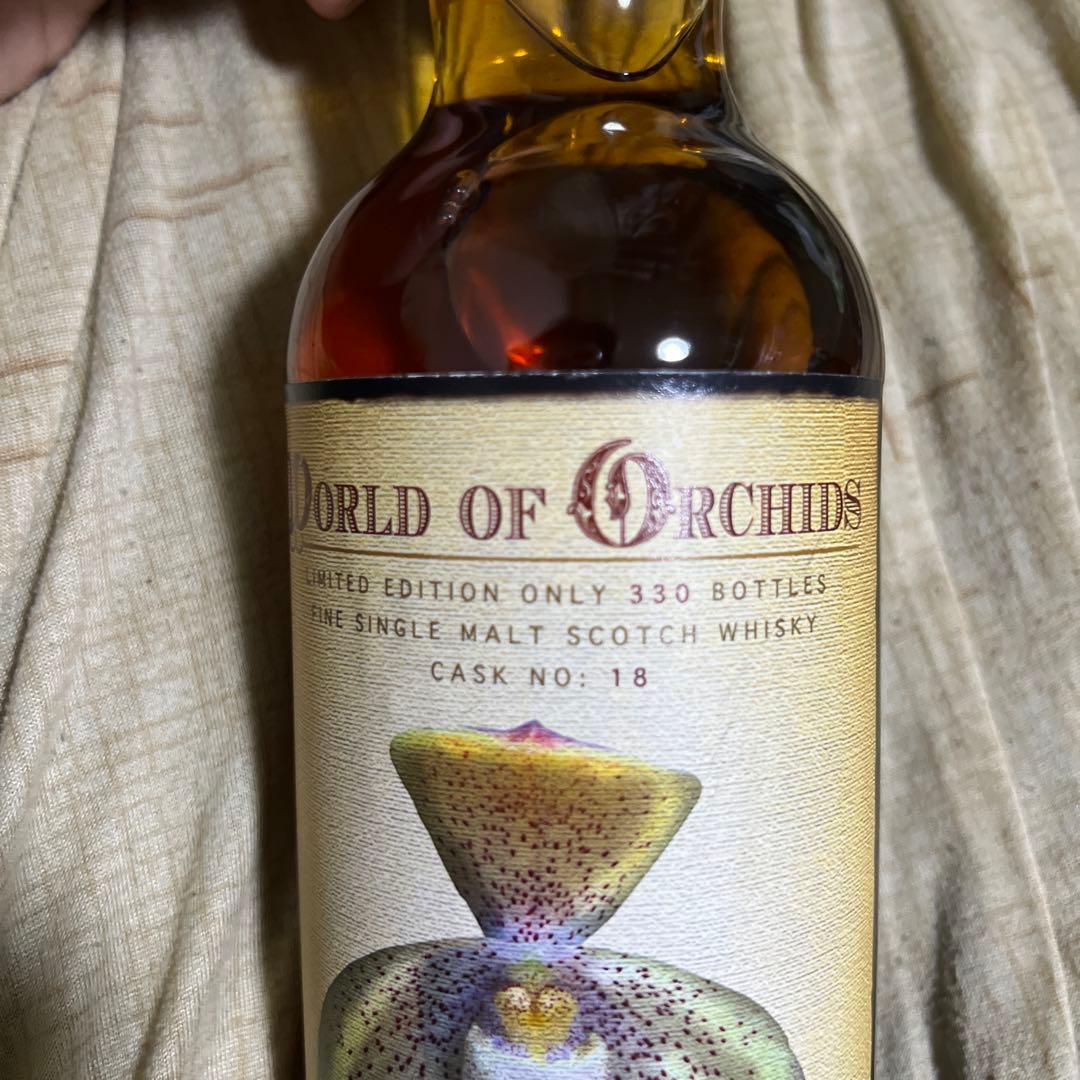 WORLD OF ORCHIDS
LIMITED EDITION ONLY 330 BOTTLES
FINE SINGLE MALT SCOTCH WHISKY
CASK NO: 18